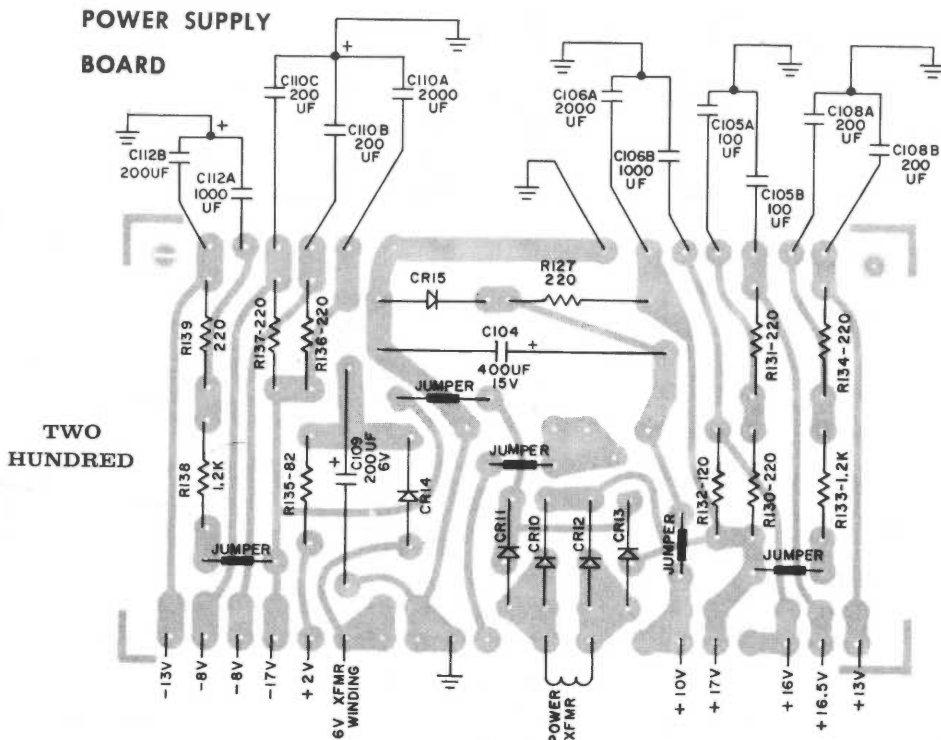 POWER SUPPLY
BOARD
C110C
200
UF
+
C110B
200
UF
C110A
2000
UF
C106A
2000
UF
C106B
1000
UF
C105A
100
UF
C105B
100
UF
C108A
200
UF
C108B
200
UF
+
C112B
200UF
C112A
1000
UF
R139
220
R137-220
R136-220
CR15
R127
220
C104
+
400UF
15V
R131-220
R134-220
JUMPER
TWO
HUNDRED
R138
1.2K
R135-82
+
C109
200UF
6V
CR14
JUMPER
CR11
CR10
CR12
CR13
JUMPER
R132-120
R130-220
R133-1.2K
JUMPER
JUMPER
-13V
-8V
-8V
-17V
+2V
6V XFMR
WINDING
POWER
XFMR
+10V
+17V
+16V
+16.5V
+13V